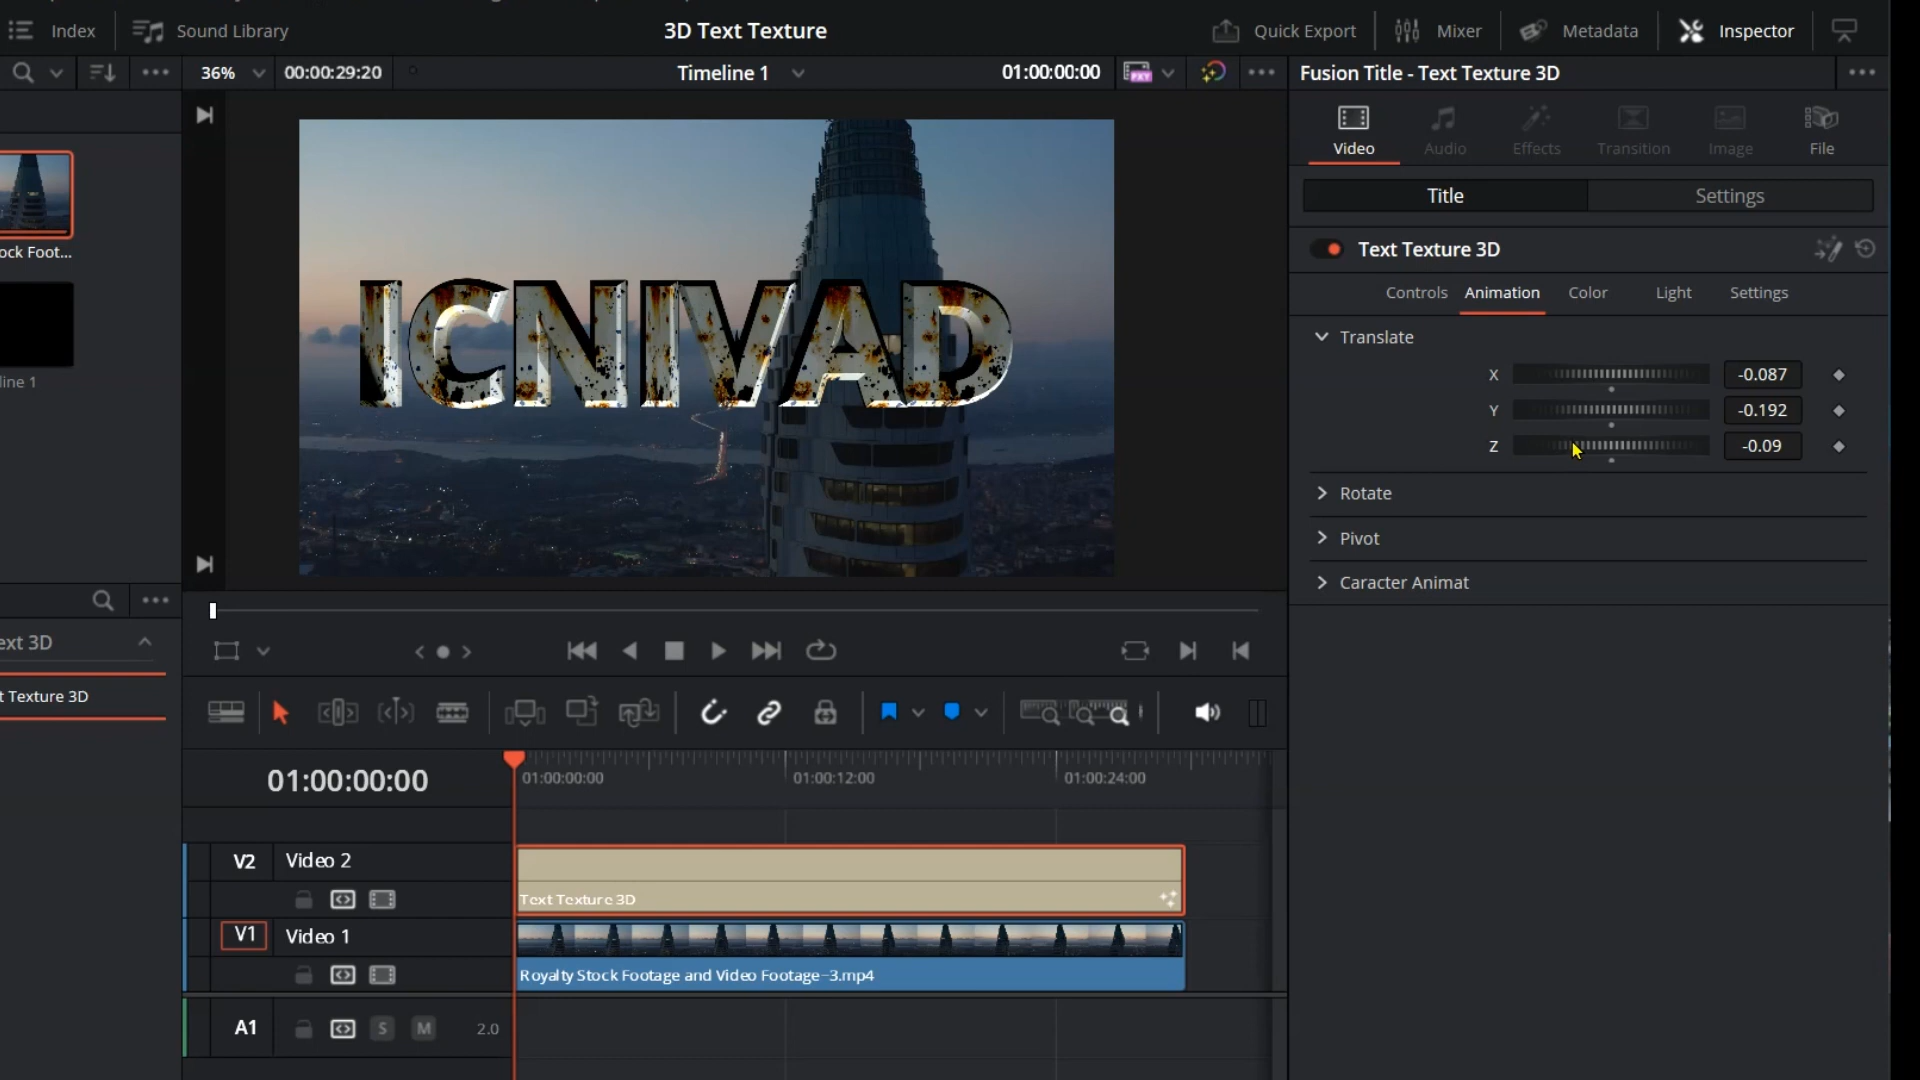 Index
Sound Library
3D Text Texture
Quick Export
Mixer
Metadata
Inspector
36%
00:00:29:20
Timeline 1
01:00:00:00
PXY
Fusion Title - Text Texture 3D
Video
Audio
Effects
Transition
Image
File
Title
Settings
Text Texture 3D
Controls
Animation
Color
Light
Settings
Translate
X
-0.087
Y
-0.192
Z
-0.09
Rotate
Pivot
Caracter Animat
ock Foot...
line 1
ICNIVAD
ext 3D
t Texture 3D
01:00:00:00
01:00:00:00
01:00:12:00
01:00:24:00
V2
Video 2
Text Texture 3D
V1
Video 1
Royalty Stock Footage and Video Footage-3.mp4
A1
S
M
2.0